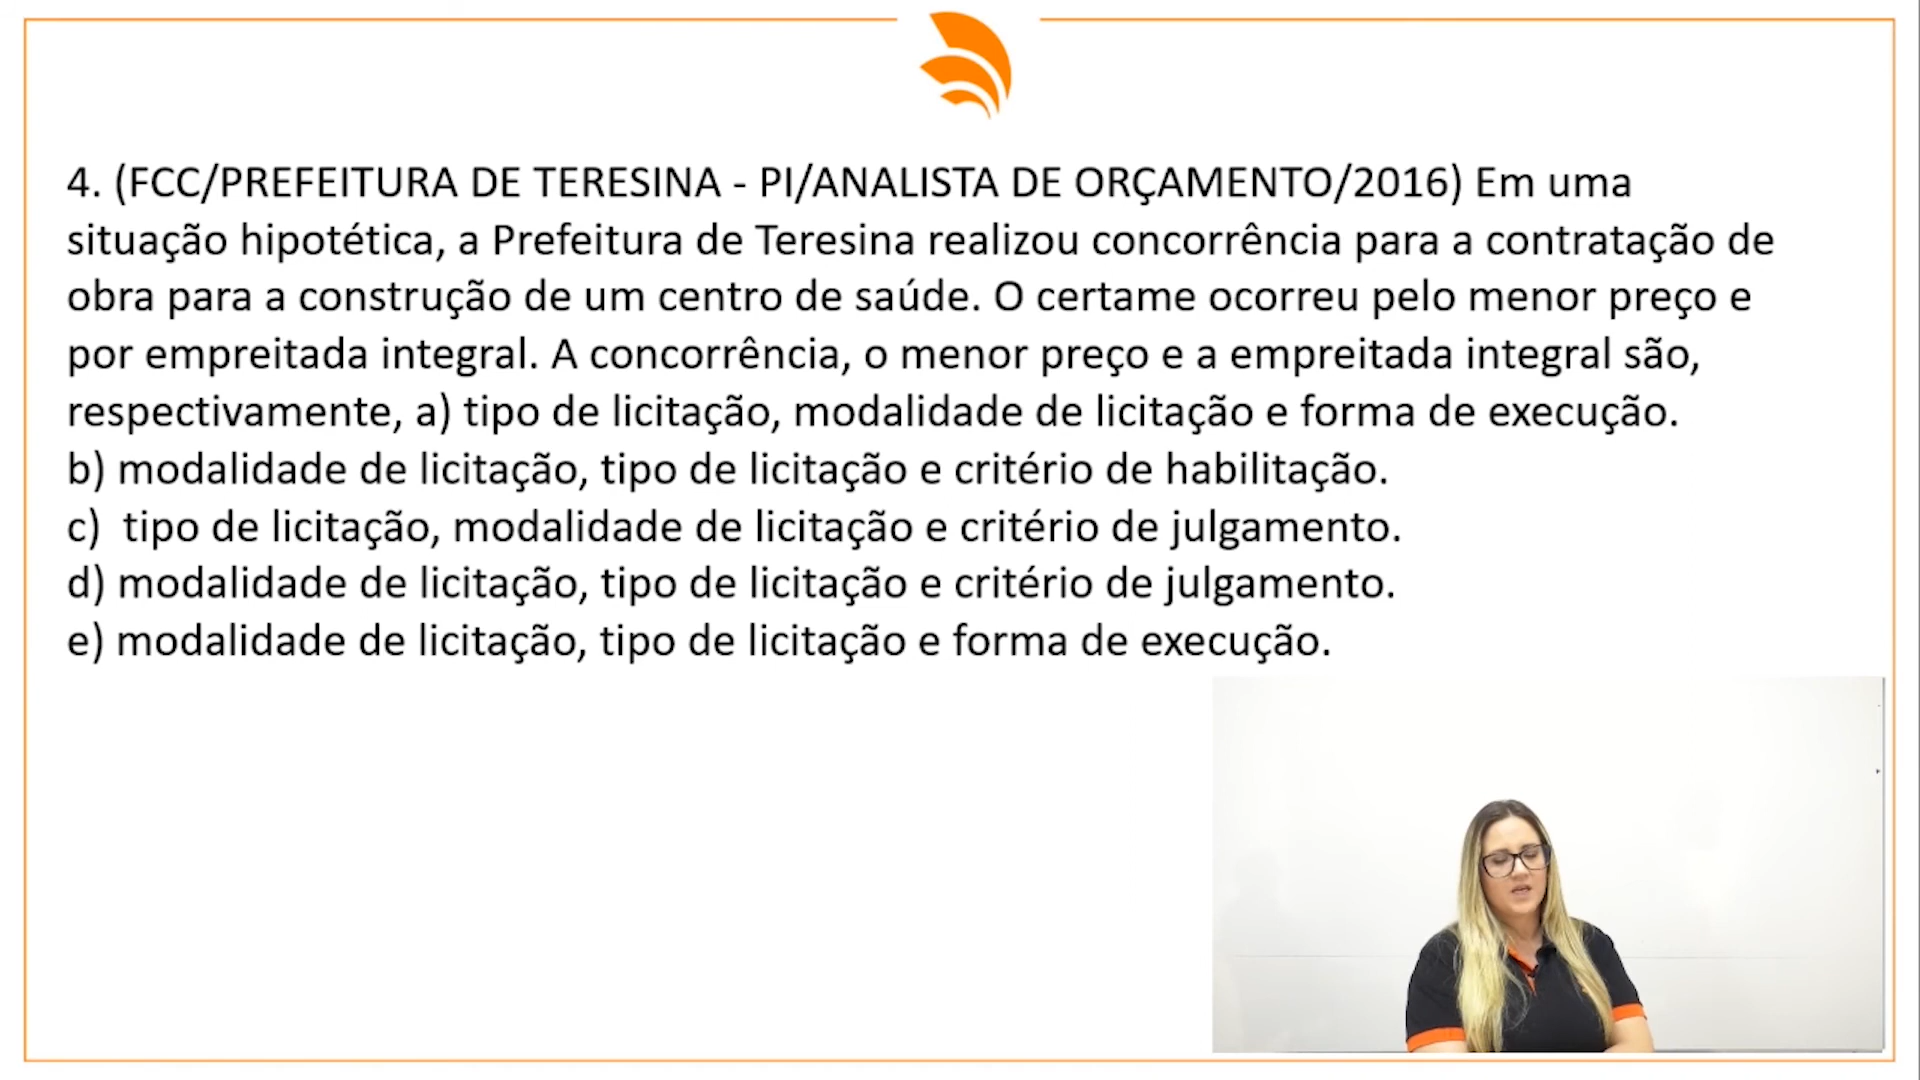 4. (FCC/PREFEITURA DE TERESINA - PI/ANALISTA DE ORÇAMENTO/2016) Em uma
situação hipotética, a Prefeitura de Teresina realizou concorrência para a contratação de
obra para a construção de um centro de saúde. O certame ocorreu pelo menor preço e
por empreitada integral. A concorrência, o menor preço e a empreitada integral são,
respectivamente, a) tipo de licitação, modalidade de licitação e forma de execução.
b) modalidade de licitação, tipo de licitação e critério de habilitação.
c) tipo de licitação, modalidade de licitação e critério de julgamento.
d) modalidade de licitação, tipo de licitação e critério de julgamento.
e) modalidade de licitação, tipo de licitação e forma de execução.